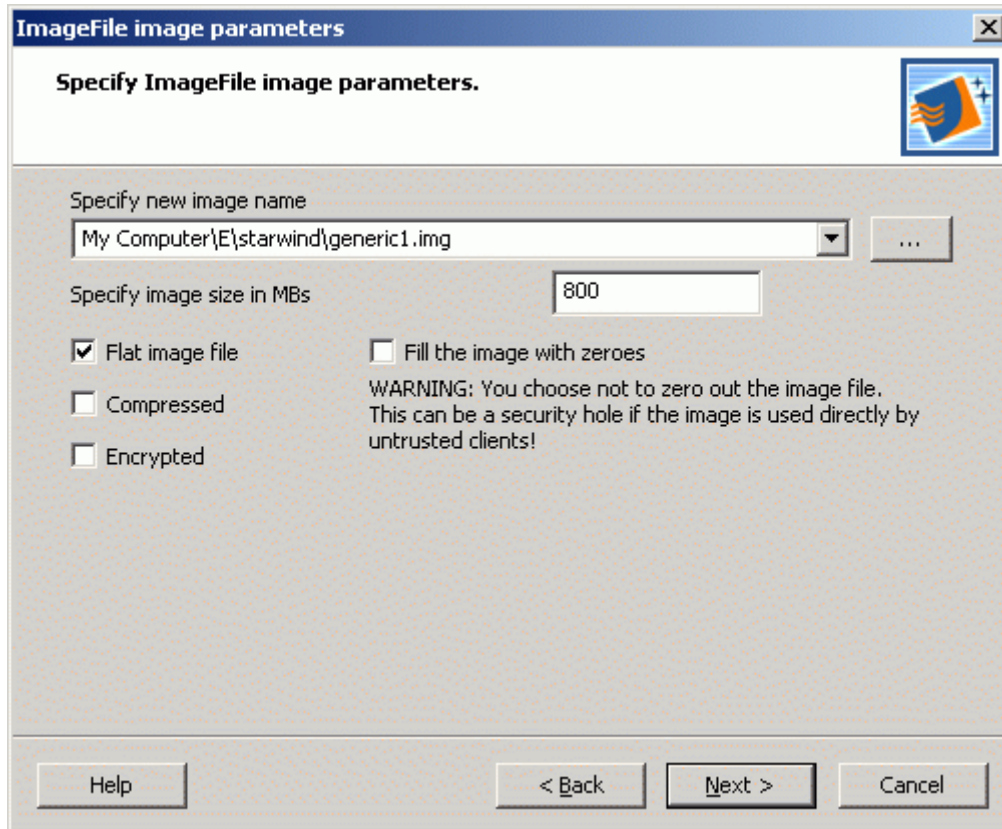 ImageFile image parameters
Specify ImageFile image parameters.
Specify new image name
My Computer\E\starwind\generic1.img
...
Specify image size in MBs
800
Flat image file
Fill the image with zeroes
Compressed
WARNING: You choose not to zero out the image file.
This can be a security hole if the image is used directly by
untrusted clients!
Encrypted
Help
< Back
Next >
Cancel